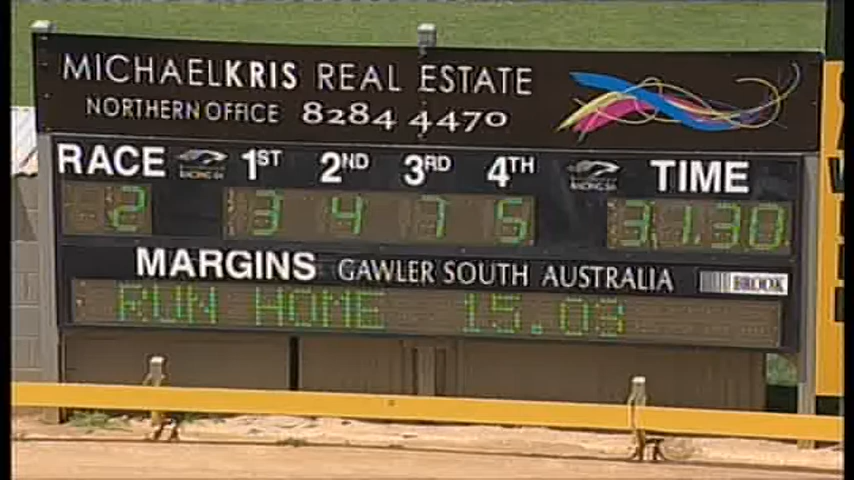 MICHAELKRIS REAL ESTATE
NORTHERN OFFICE 8284 4470
RACE 1ST 2ND 3RD 4TH TIME
2 3 4 7 5 31.30
MARGINS GAWLER SOUTH AUSTRALIA BROOK
RUN HOME 15.03